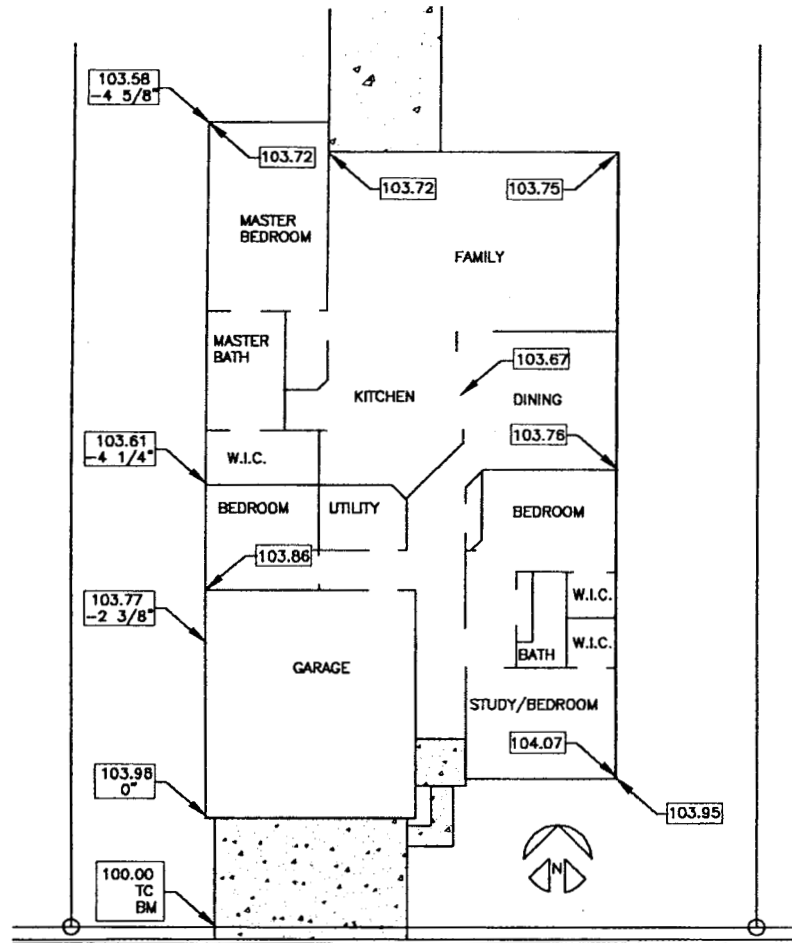 103.58
-4 5/8"
103.72
103.72
103.75
MASTER
BEDROOM
FAMILY
MASTER
BATH
103.67
KITCHEN
DINING
103.61
-4 1/4"
103.76
W.I.C.
BEDROOM
UTILITY
BEDROOM
103.86
103.77
-2 3/8"
W.I.C.
W.I.C.
BATH
GARAGE
STUDY/BEDROOM
104.07
103.98
0"
103.95
100.00
TC
BM
N